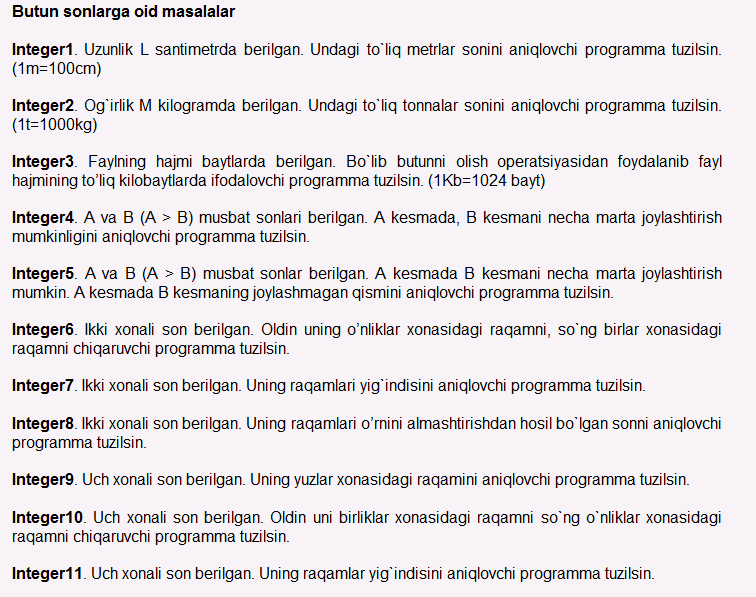 Butun sonlarga oid masalalar
Integer1. Uzunlik L santimetrda berilgan. Undagi to`liq metrlar sonini aniqlovchi programma tuzilsin.
(1m=100cm)
Integer2. Og`irlik M kilogramda berilgan. Undagi to`liq tonnalar sonini aniqlovchi programma tuzilsin.
(1t=1000kg)
Integer3. Faylning hajmi baytlarda berilgan. Bo`lib butunni olish operatsiyasidan foydalanib fayl
hajmining to’liq kilobaytlarda ifodalovchi programma tuzilsin. (1Kb=1024 bayt)
Integer4. A va B (A > B) musbat sonlari berilgan. A kesmada, B kesmani necha marta joylashtirish
mumkinligini aniqlovchi programma tuzilsin.
Integer5. A va B (A > B) musbat sonlar berilgan. A kesmada B kesmani necha marta joylashtirish
mumkin. A kesmada B kesmaning joylashmagan qismini aniqlovchi programma tuzilsin.
Integer6. Ikki xonali son berilgan. Oldin uning o’nliklar xonasidagi raqamni, so`ng birlar xonasidagi
raqamni chiqaruvchi programma tuzilsin.
Integer7. Ikki xonali son berilgan. Uning raqamlari yig`indisini aniqlovchi programma tuzilsin.
Integer8. Ikki xonali son berilgan. Uning raqamlari o’rnini almashtirishdan hosil bo`lgan sonni aniqlovchi
programma tuzilsin.
Integer9. Uch xonali son berilgan. Uning yuzlar xonasidagi raqamini aniqlovchi programma tuzilsin.
Integer10. Uch xonali son berilgan. Oldin uni birliklar xonasidagi raqamni so`ng o`nliklar xonasidagi
raqamni chiqaruvchi programma tuzilsin.
Integer11. Uch xonali son berilgan. Uning raqamlar yig`indisini aniqlovchi programma tuzilsin.